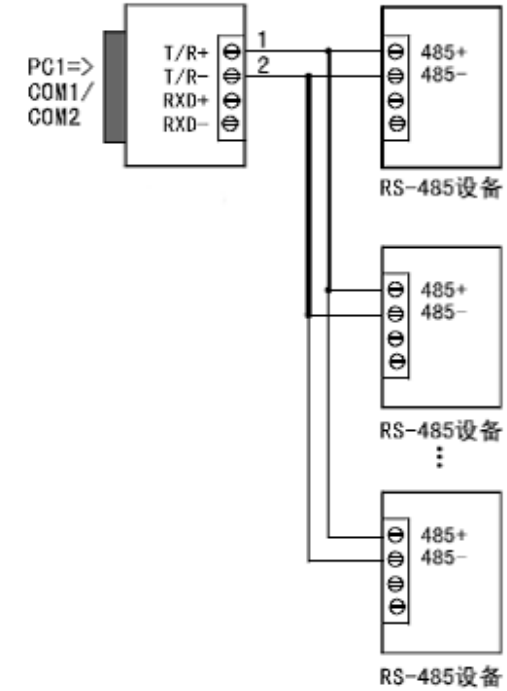 PC1=>
COM1/
COM2
T/R+
T/R-
RXD+
RXD-
1
2
485+
485-
RS-485设备
485+
485-
RS-485设备
⋮
485+
485-
RS-485设备